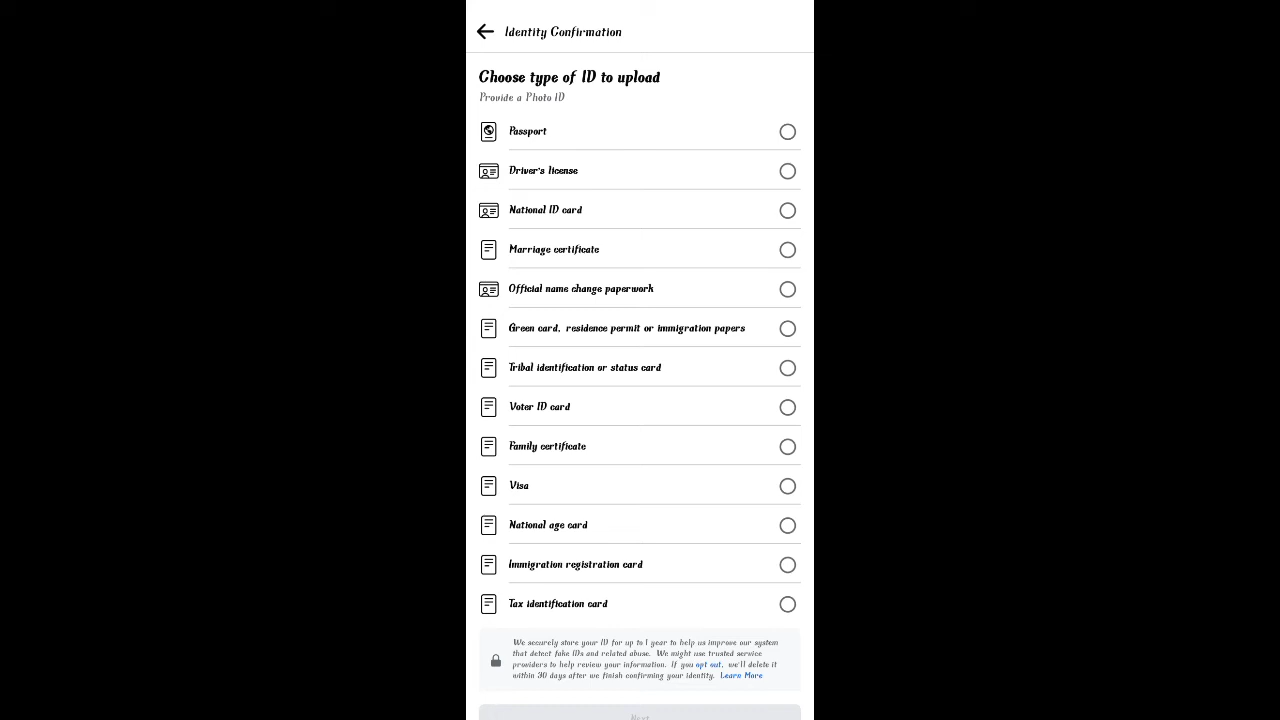 Identity Confirmation
Choose type of ID to upload
Provide a Photo ID
Passport
Driver's license
National ID card
Marriage certificate
Official name change paperwork
Green card, residence permit or immigration papers
Tribal identification or status card
Voter ID card
Family certificate
Visa
National age card
Immigration registration card
Tax identification card
We securely store your ID for up to 1 year to help us improve our system
that detect fake IDs and related abuse. We might use trusted service
providers to help review your information. If you opt out, we'll delete it
within 30 days after we finish confirming your identity. Learn More
Next